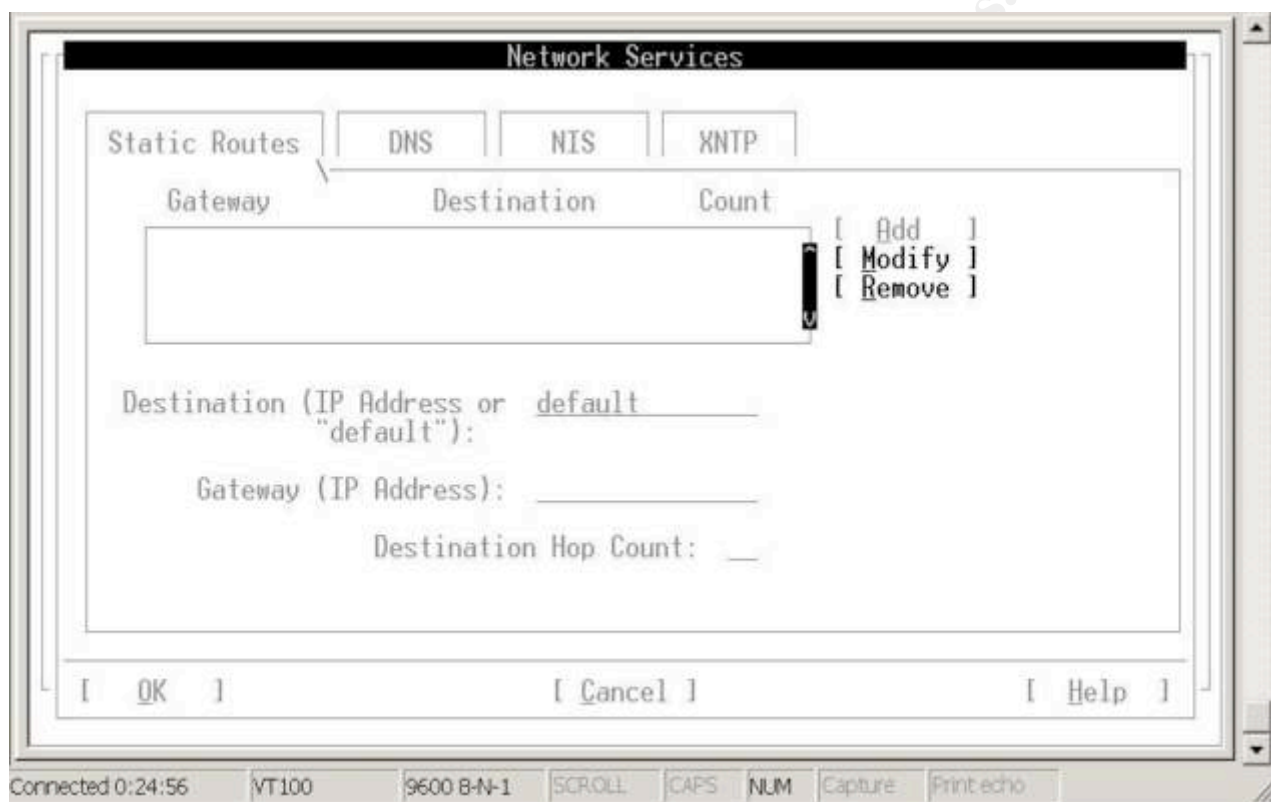 Network Services
Static Routes DNS NIS XNTP
Gateway Destination Count
[ Add ]
[ Modify ]
[ Remove ]
Destination (IP Address or default
"default"):
Gateway (IP Address):
Destination Hop Count:
[ OK ] [ Cancel ] [ Help ]
Connected 0:24:56 VT100 9600 8-N-1 SCROLL CAPS NUM Capture Print echo